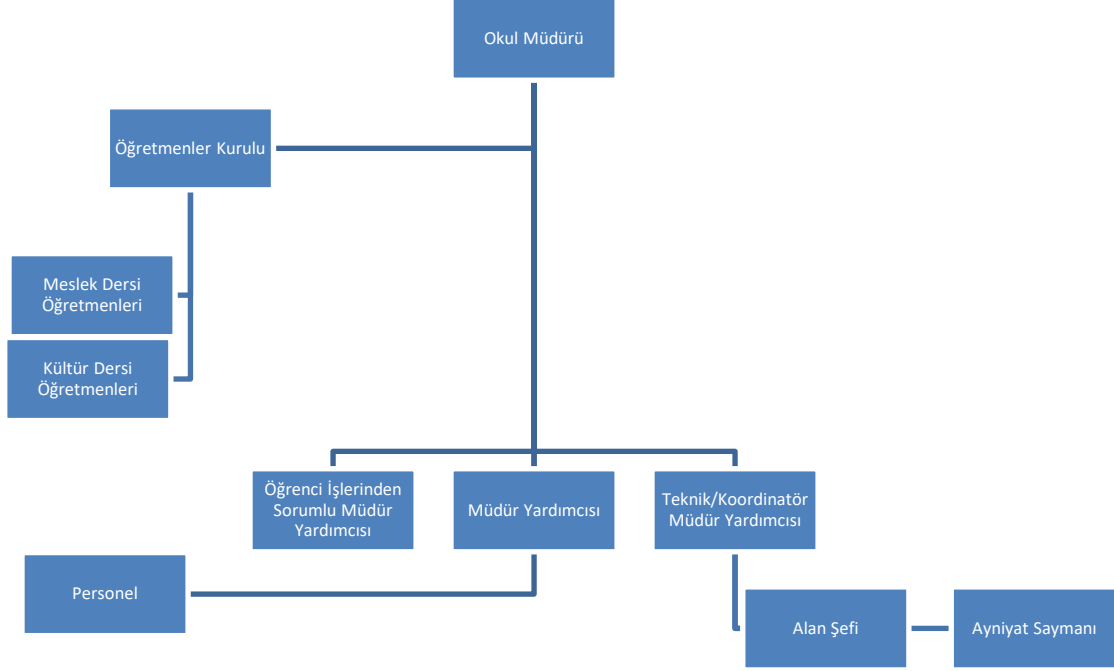 Okul Müdürü
Öğretmenler Kurulu
Meslek Dersi
Öğretmenleri
Kültür Dersi
Öğretmenleri
Öğrenci İşlerinden
Sorumlu Müdür
Yardımcısı
Müdür Yardımcısı
Teknik/Koordinatör
Müdür Yardımcısı
Personel
Alan Şefi
Ayniyat Saymanı